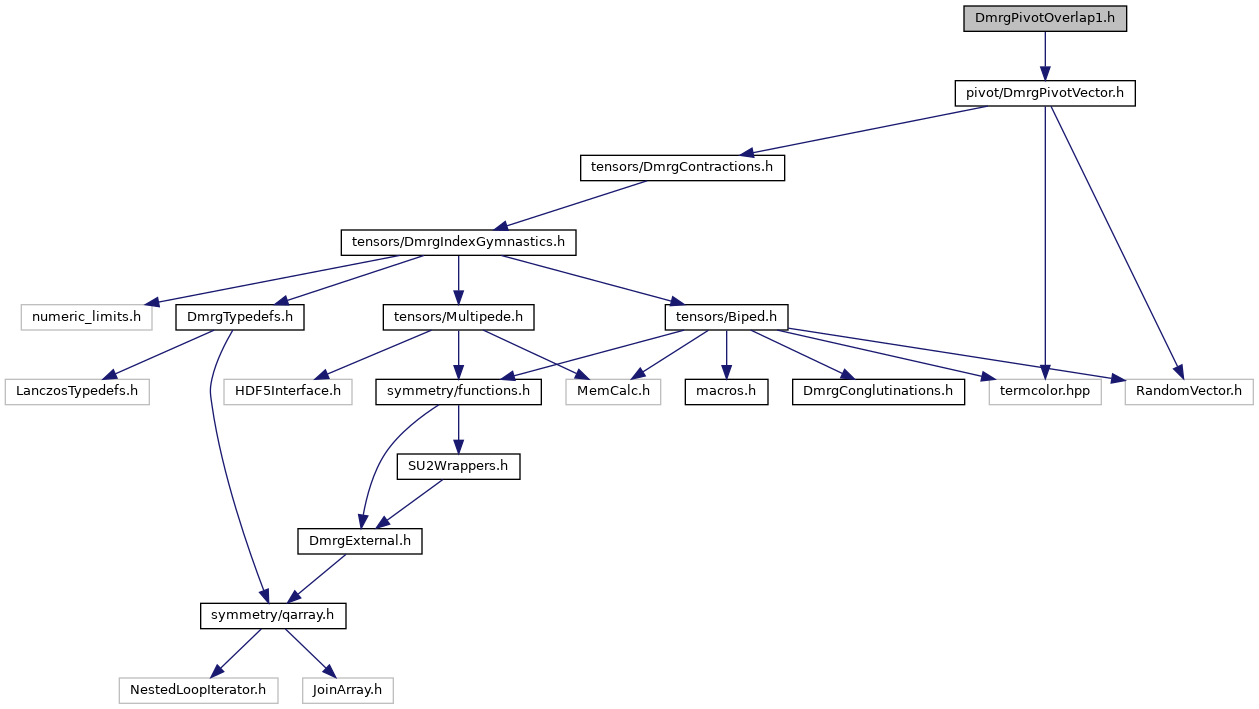 DmrgPivotOverlap1.h
pivot/DmrgPivotVector.h
tensors/DmrgContractions.h
tensors/DmrgIndexGymnastics.h
numeric_limits.h
DmrgTypedefs.h
tensors/Multipede.h
tensors/Biped.h
LanczosTypedefs.h
HDF5Interface.h
symmetry/functions.h
MemCalc.h
macros.h
DmrgConglutinations.h
termcolor.hpp
RandomVector.h
SU2Wrappers.h
DmrgExternal.h
symmetry/qarray.h
NestedLoopIterator.h
JoinArray.h